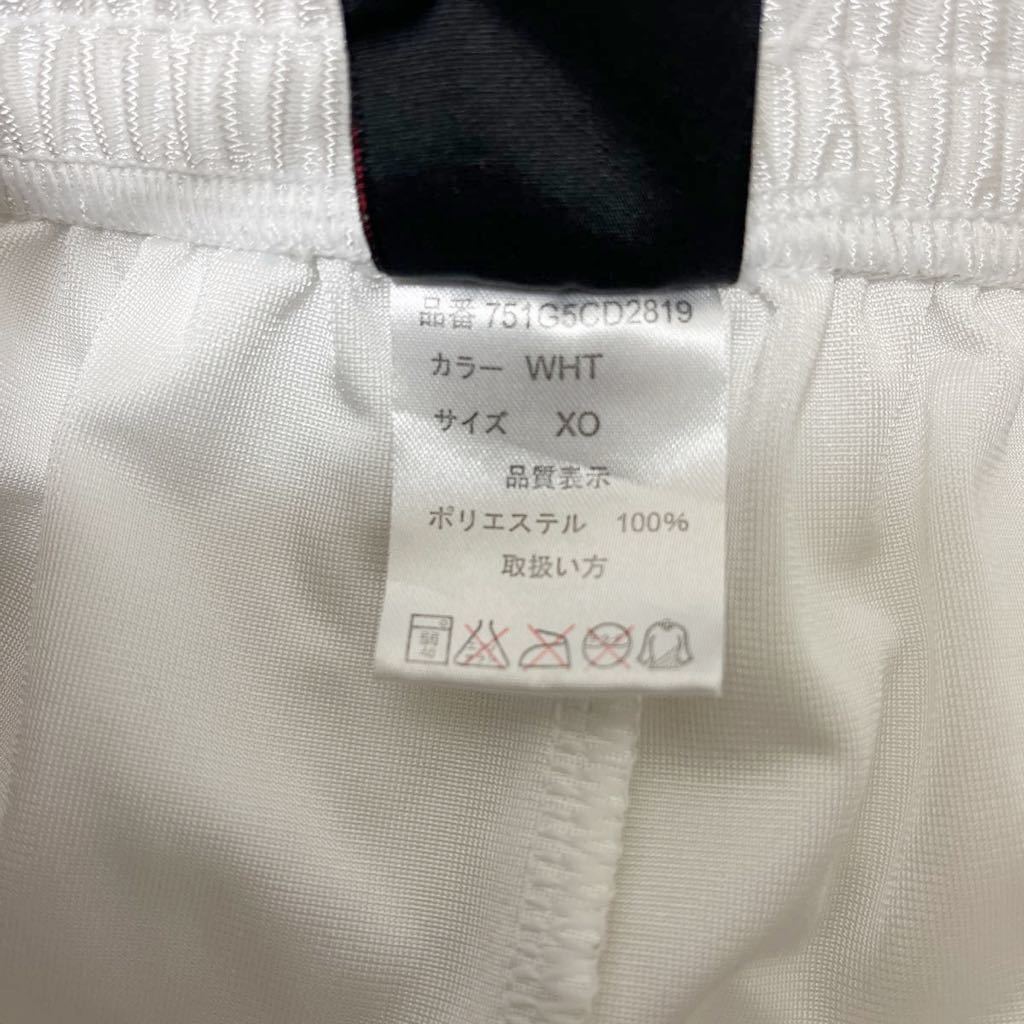 品番 751G5CD2819
カラー WHT
サイズ XO
品質表示
ポリエステル 100%
取扱い方